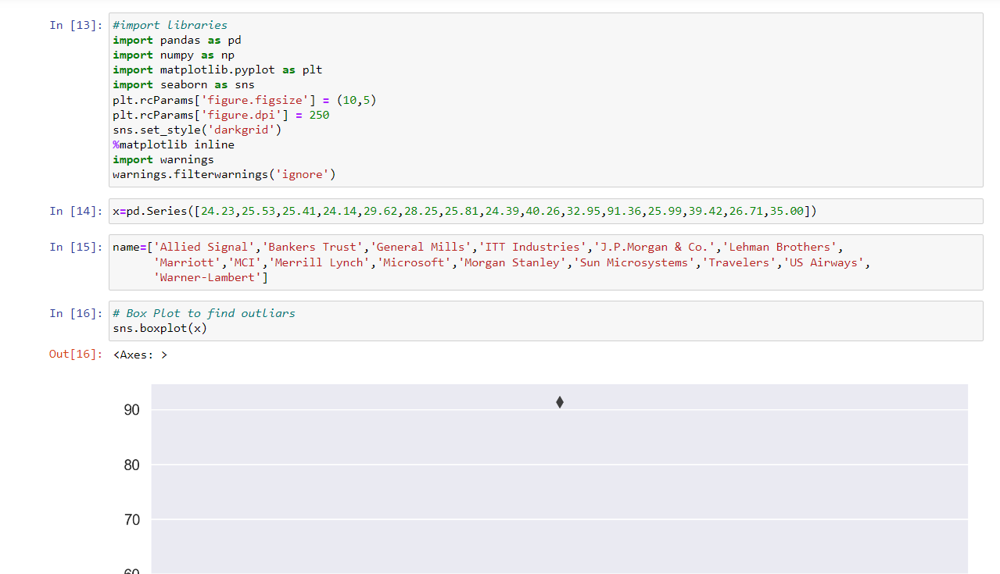 In [13]: #import libraries
import pandas as pd
import numpy as np
import matplotlib.pyplot as plt
import seaborn as sns
plt.rcParams['figure.figsize'] = (10,5)
plt.rcParams['figure.dpi'] = 250
sns.set_style('darkgrid')
%matplotlib inline
import warnings
warnings.filterwarnings('ignore')
In [14]: x=pd.Series([24.23,25.53,25.41,24.14,29.62,28.25,25.81,24.39,40.26,32.95,91.36,25.99,39.42,26.71,35.00])
In [15]: name=['Allied Signal','Bankers Trust','General Mills','ITT Industries','J.P.Morgan & Co.','Lehman Brothers',
'Marriott','MCI','Merrill Lynch','Microsoft','Morgan Stanley','Sun Microsystems','Travelers','US Airways',
'Warner-Lambert']
In [16]: # Box Plot to find outliars
sns.boxplot(x)
Out[16]: <Axes: >
90
80
70
60